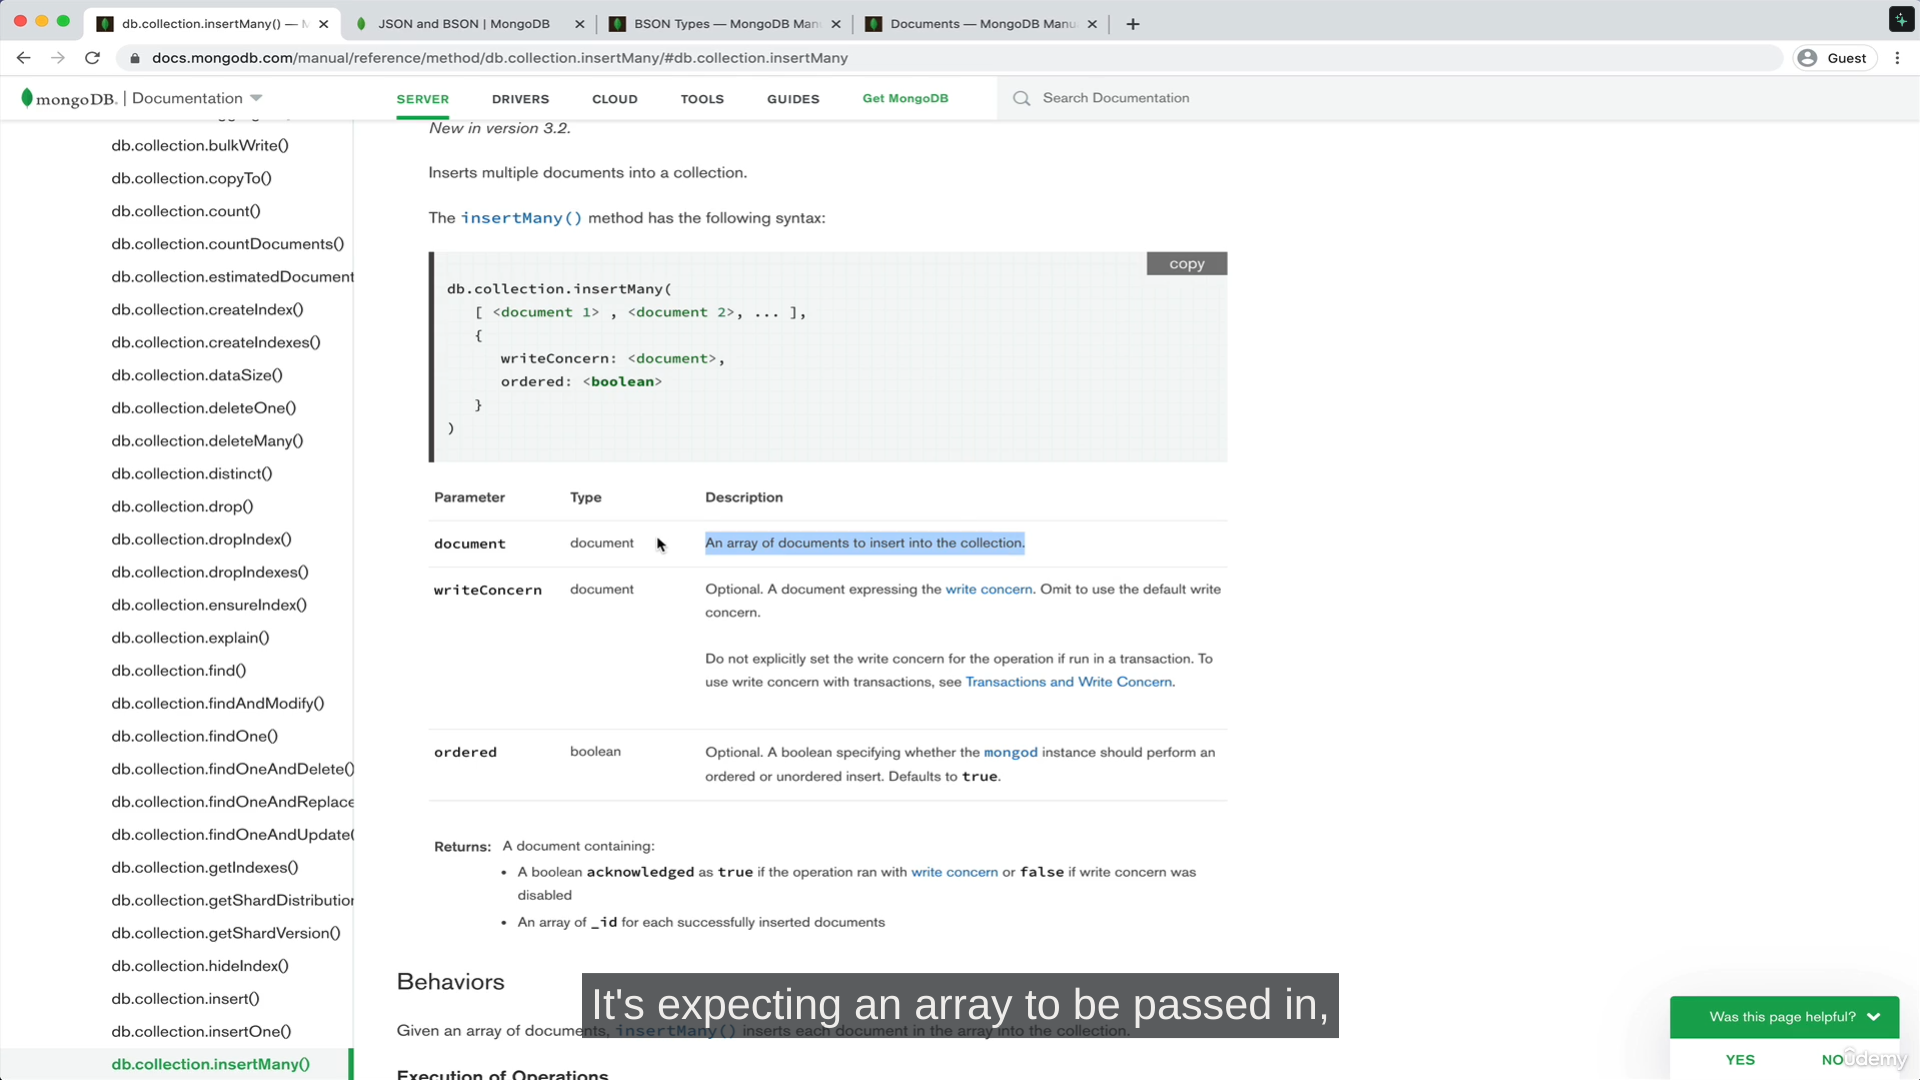 db.collection.insertMany() — M
JSON and BSON | MongoDB
BSON Types — MongoDB Manu
Documents — MongoDB Manu
docs.mongodb.com/manual/reference/method/db.collection.insertMany/#db.collection.insertMany
Guest
mongoDB. | Documentation
SERVER
DRIVERS
CLOUD
TOOLS
GUIDES
Get MongoDB
Search Documentation
db.collection.bulkWrite()
db.collection.copyTo()
db.collection.count()
db.collection.countDocuments()
db.collection.estimatedDocument
db.collection.createIndex()
db.collection.createIndexes()
db.collection.dataSize()
db.collection.deleteOne()
db.collection.deleteMany()
db.collection.distinct()
db.collection.drop()
db.collection.dropIndex()
db.collection.dropIndexes()
db.collection.ensureIndex()
db.collection.explain()
db.collection.find()
db.collection.findAndModify()
db.collection.findOne()
db.collection.findOneAndDelete()
db.collection.findOneAndReplace
db.collection.findOneAndUpdate(
db.collection.getIndexes()
db.collection.getShardDistribution
db.collection.getShardVersion()
db.collection.hideIndex()
db.collection.insert()
db.collection.insertOne()
db.collection.insertMany()
New in version 3.2.
Inserts multiple documents into a collection.
The insertMany() method has the following syntax:
copy
db.collection.insertMany(
[ <document 1> , <document 2>, ... ],
{
writeConcern: <document>,
ordered: <boolean>
}
)
Parameter Type Description
document document An array of documents to insert into the collection.
writeConcern document Optional. A document expressing the write concern. Omit to use the default write
concern.
Do not explicitly set the write concern for the operation if run in a transaction. To
use write concern with transactions, see Transactions and Write Concern.
ordered boolean Optional. A boolean specifying whether the mongod instance should perform an
ordered or unordered insert. Defaults to true.
Returns: A document containing:
• A boolean acknowledged as true if the operation ran with write concern or false if write concern was
disabled
• An array of _id for each successfully inserted documents
Behaviors
Given an array of documents, insertMany() inserts each document in the array into the collection.
It's expecting an array to be passed in,
Execution of Operations
Was this page helpful?
YES
NO
ûdemy